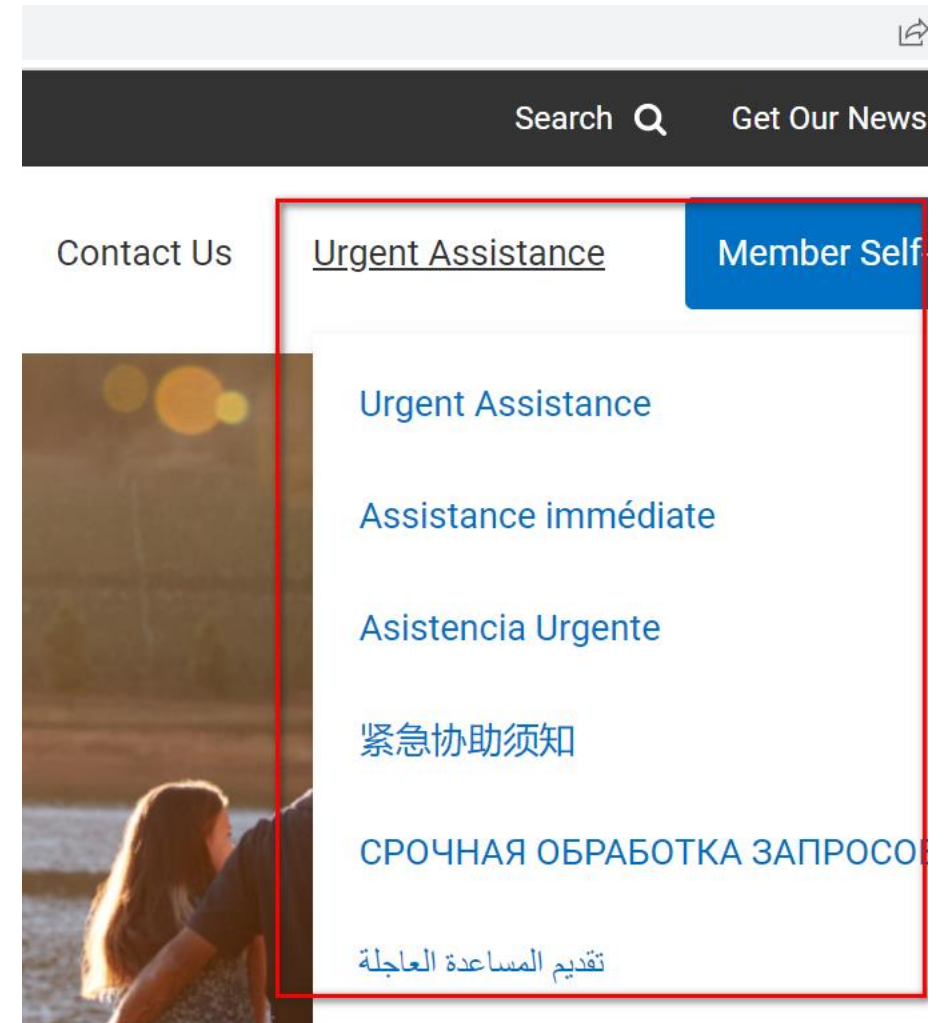 Search
Get Our News
Contact Us
Urgent Assistance
Member Self-
Urgent Assistance
Assistance immédiate
Asistencia Urgente
紧急协助须知
СРОЧНАЯ ОБРАБОТКА ЗАПРОСОВ
تقديم المساعدة العاجلة